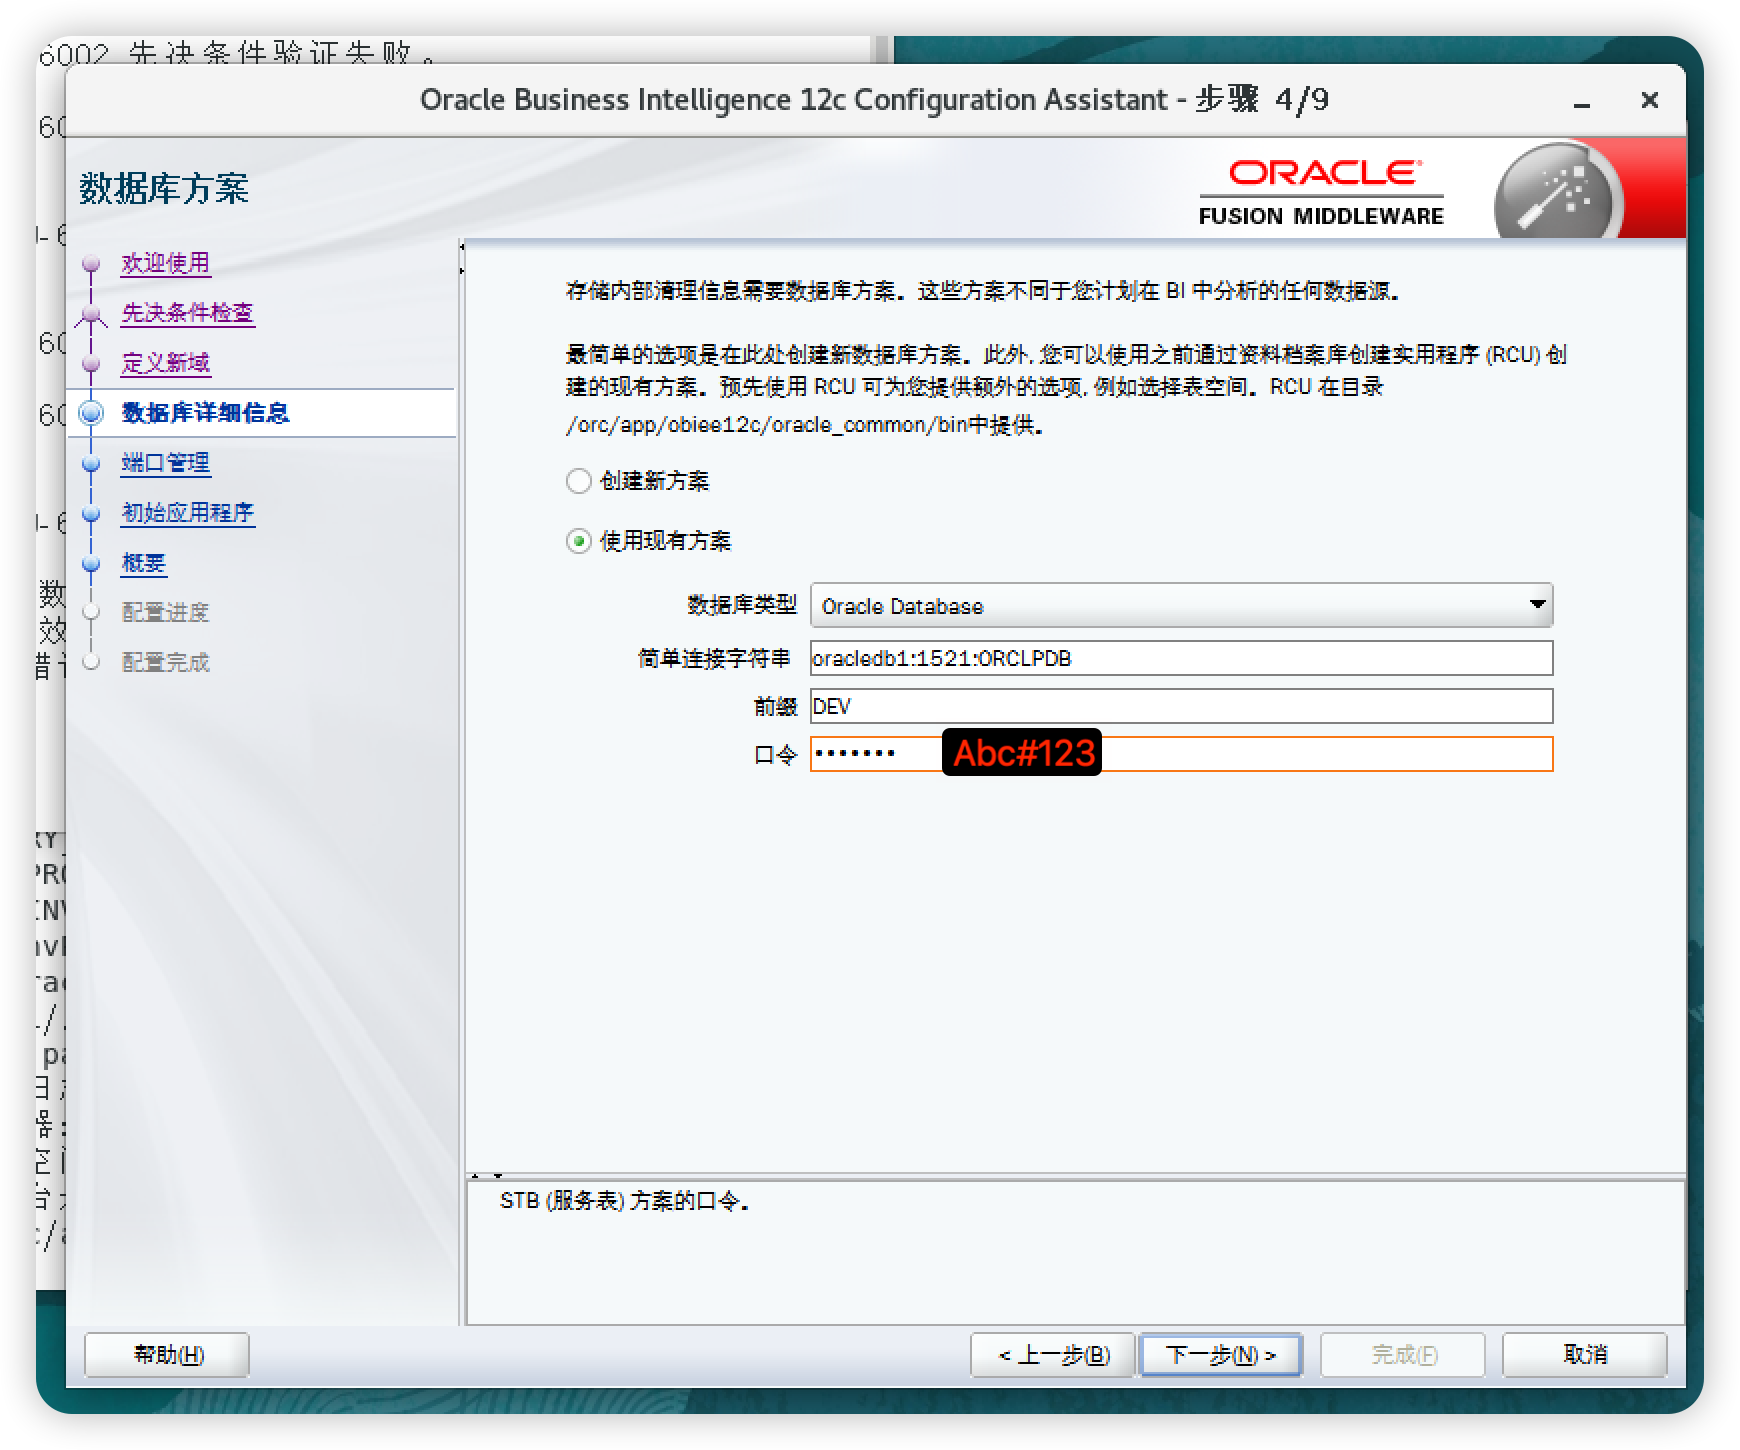 6002 先决条件验证失败。
Oracle Business Intelligence 12c Configuration Assistant - 步骤 4/9
数据库方案
ORACLE
FUSION MIDDLEWARE
欢迎使用
先决条件检查
定义新域
数据库详细信息
端口管理
初始应用程序
概要
配置进度
配置完成
存储内部清理信息需要数据库方案。这些方案不同于您计划在 BI 中分析的任何数据源。
最简单的选项是在此处创建新数据库方案。此外, 您可以使用之前通过资料档案库创建实用程序 (RCU) 创
建的现有方案。预先使用 RCU 可为您提供额外的选项, 例如选择表空间。RCU 在目录
/orc/app/obiee12c/oracle_common/bin中提供。
创建新方案
使用现有方案
数据库类型 Oracle Database
简单连接字符串 oracledb1:1521:ORCLPDB
前缀 DEV
口令 ••••••• Abc#123
STB (服务表) 方案的口令。
帮助(H) < 上一步(B) 下一步(N) > 完成(F) 取消